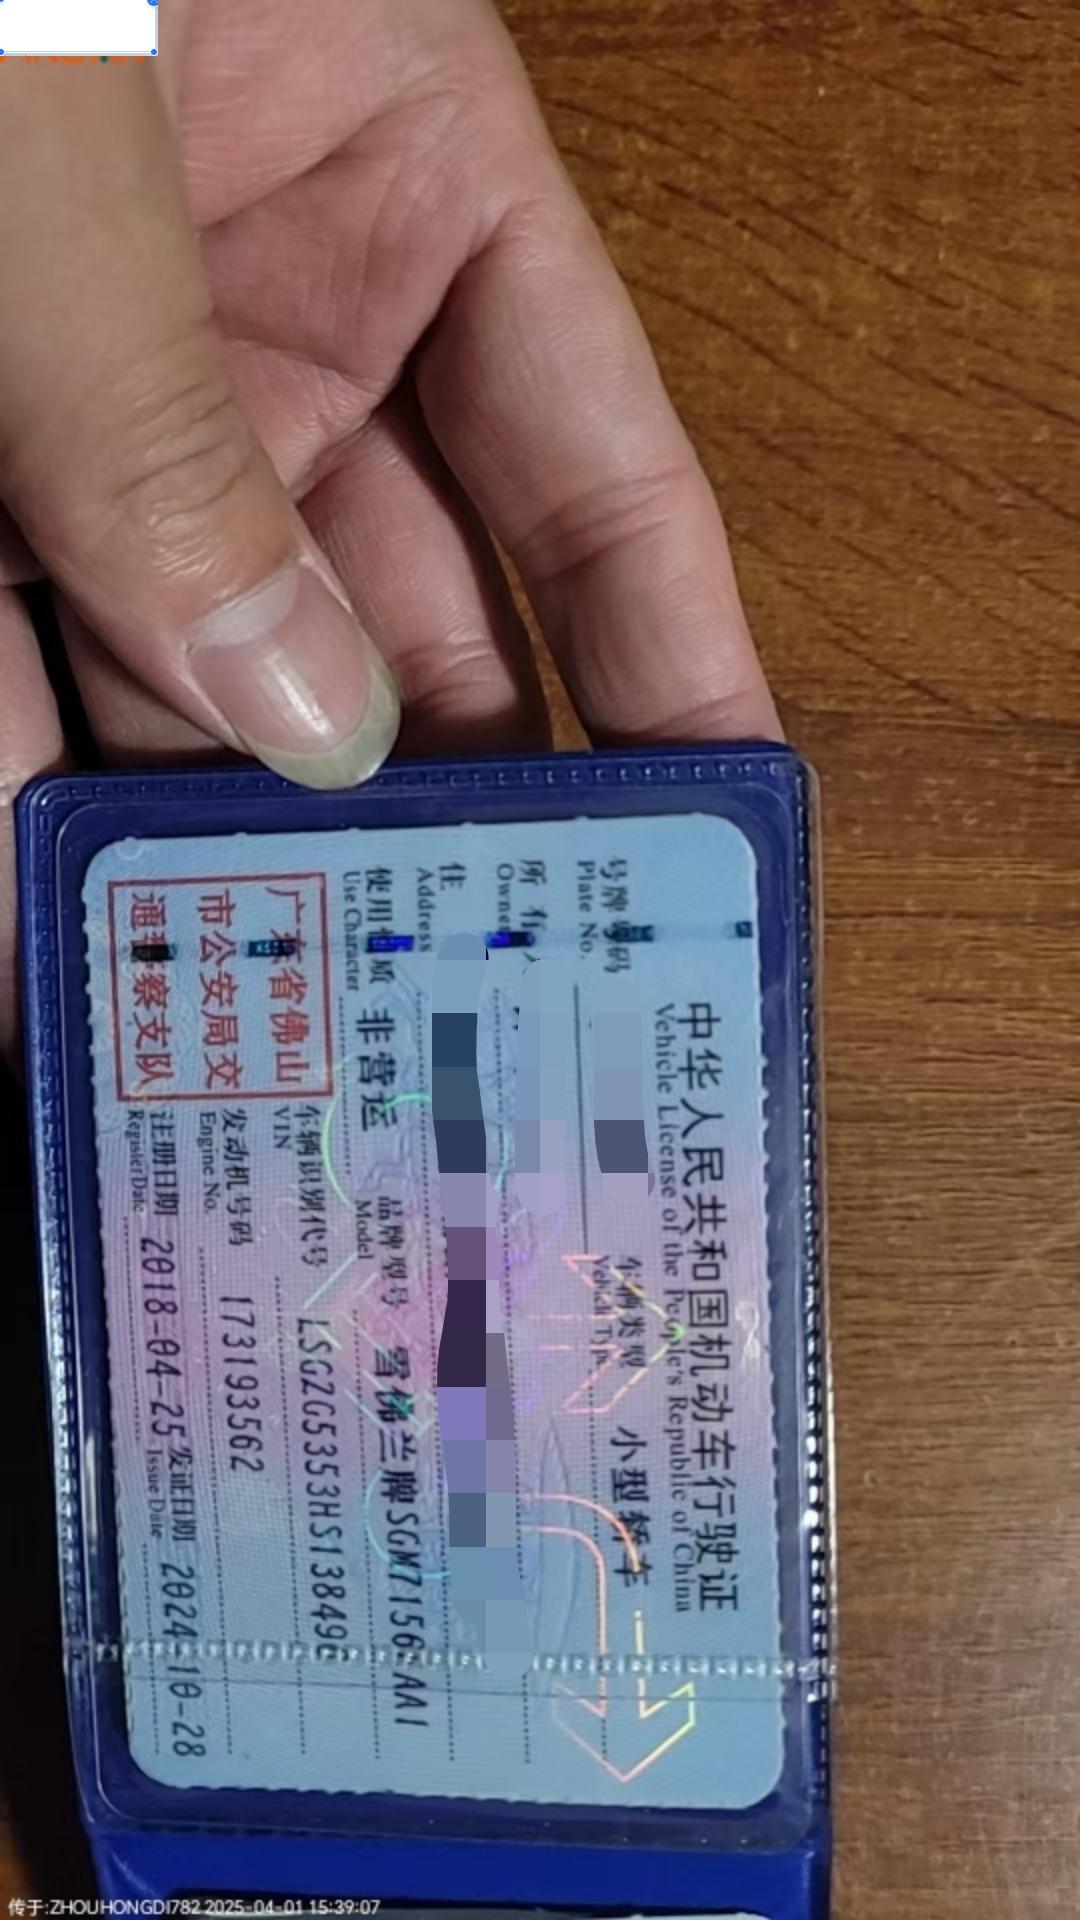 中华人民共和国机动车行驶证
Vehicle License of the People's Republic of China
号牌号码
Plate No.
车辆类型 小型轿车
Vehicle Type
所有人
Owner
住
Address
使用性质 非营运
Use Character
品牌型号 雪佛兰牌SGM7156AA1
Model
广东省佛山
市公安局交
通警察支队
车辆识别代号 LSGZG5353HS13849
VIN
发动机号码 173193562
Engine No.
注册日期 2018-04-25
Register Date
发证日期 2024-10-28
Issue Date
传于:ZHOUHONGDI782 2025-04-01 15:39:07